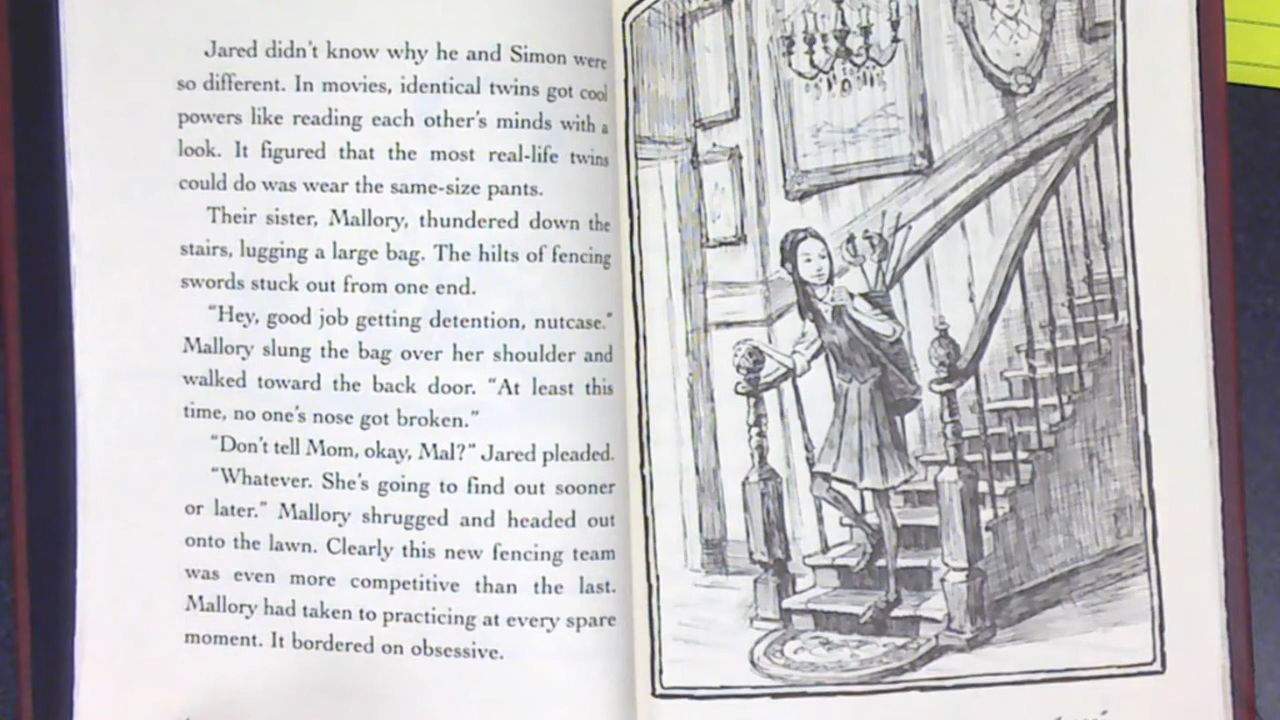 Jared didn't know why he and Simon were
so different. In movies, identical twins got cool
powers like reading each other's minds with a
look. It figured that the most real-life twins
could do was wear the same-size pants.
Their sister, Mallory, thundered down the
stairs, lugging a large bag. The hilts of fencing
swords stuck out from one end.
"Hey, good job getting detention, nutcase."
Mallory slung the bag over her shoulder and
walked toward the back door. "At least this
time, no one's nose got broken."
"Don't tell Mom, okay, Mal?" Jared pleaded.
"Whatever. She's going to find out sooner
or later." Mallory shrugged and headed out
onto the lawn. Clearly this new fencing team
was even more competitive than the last.
Mallory had taken to practicing at every spare
moment. It bordered on obsessive.